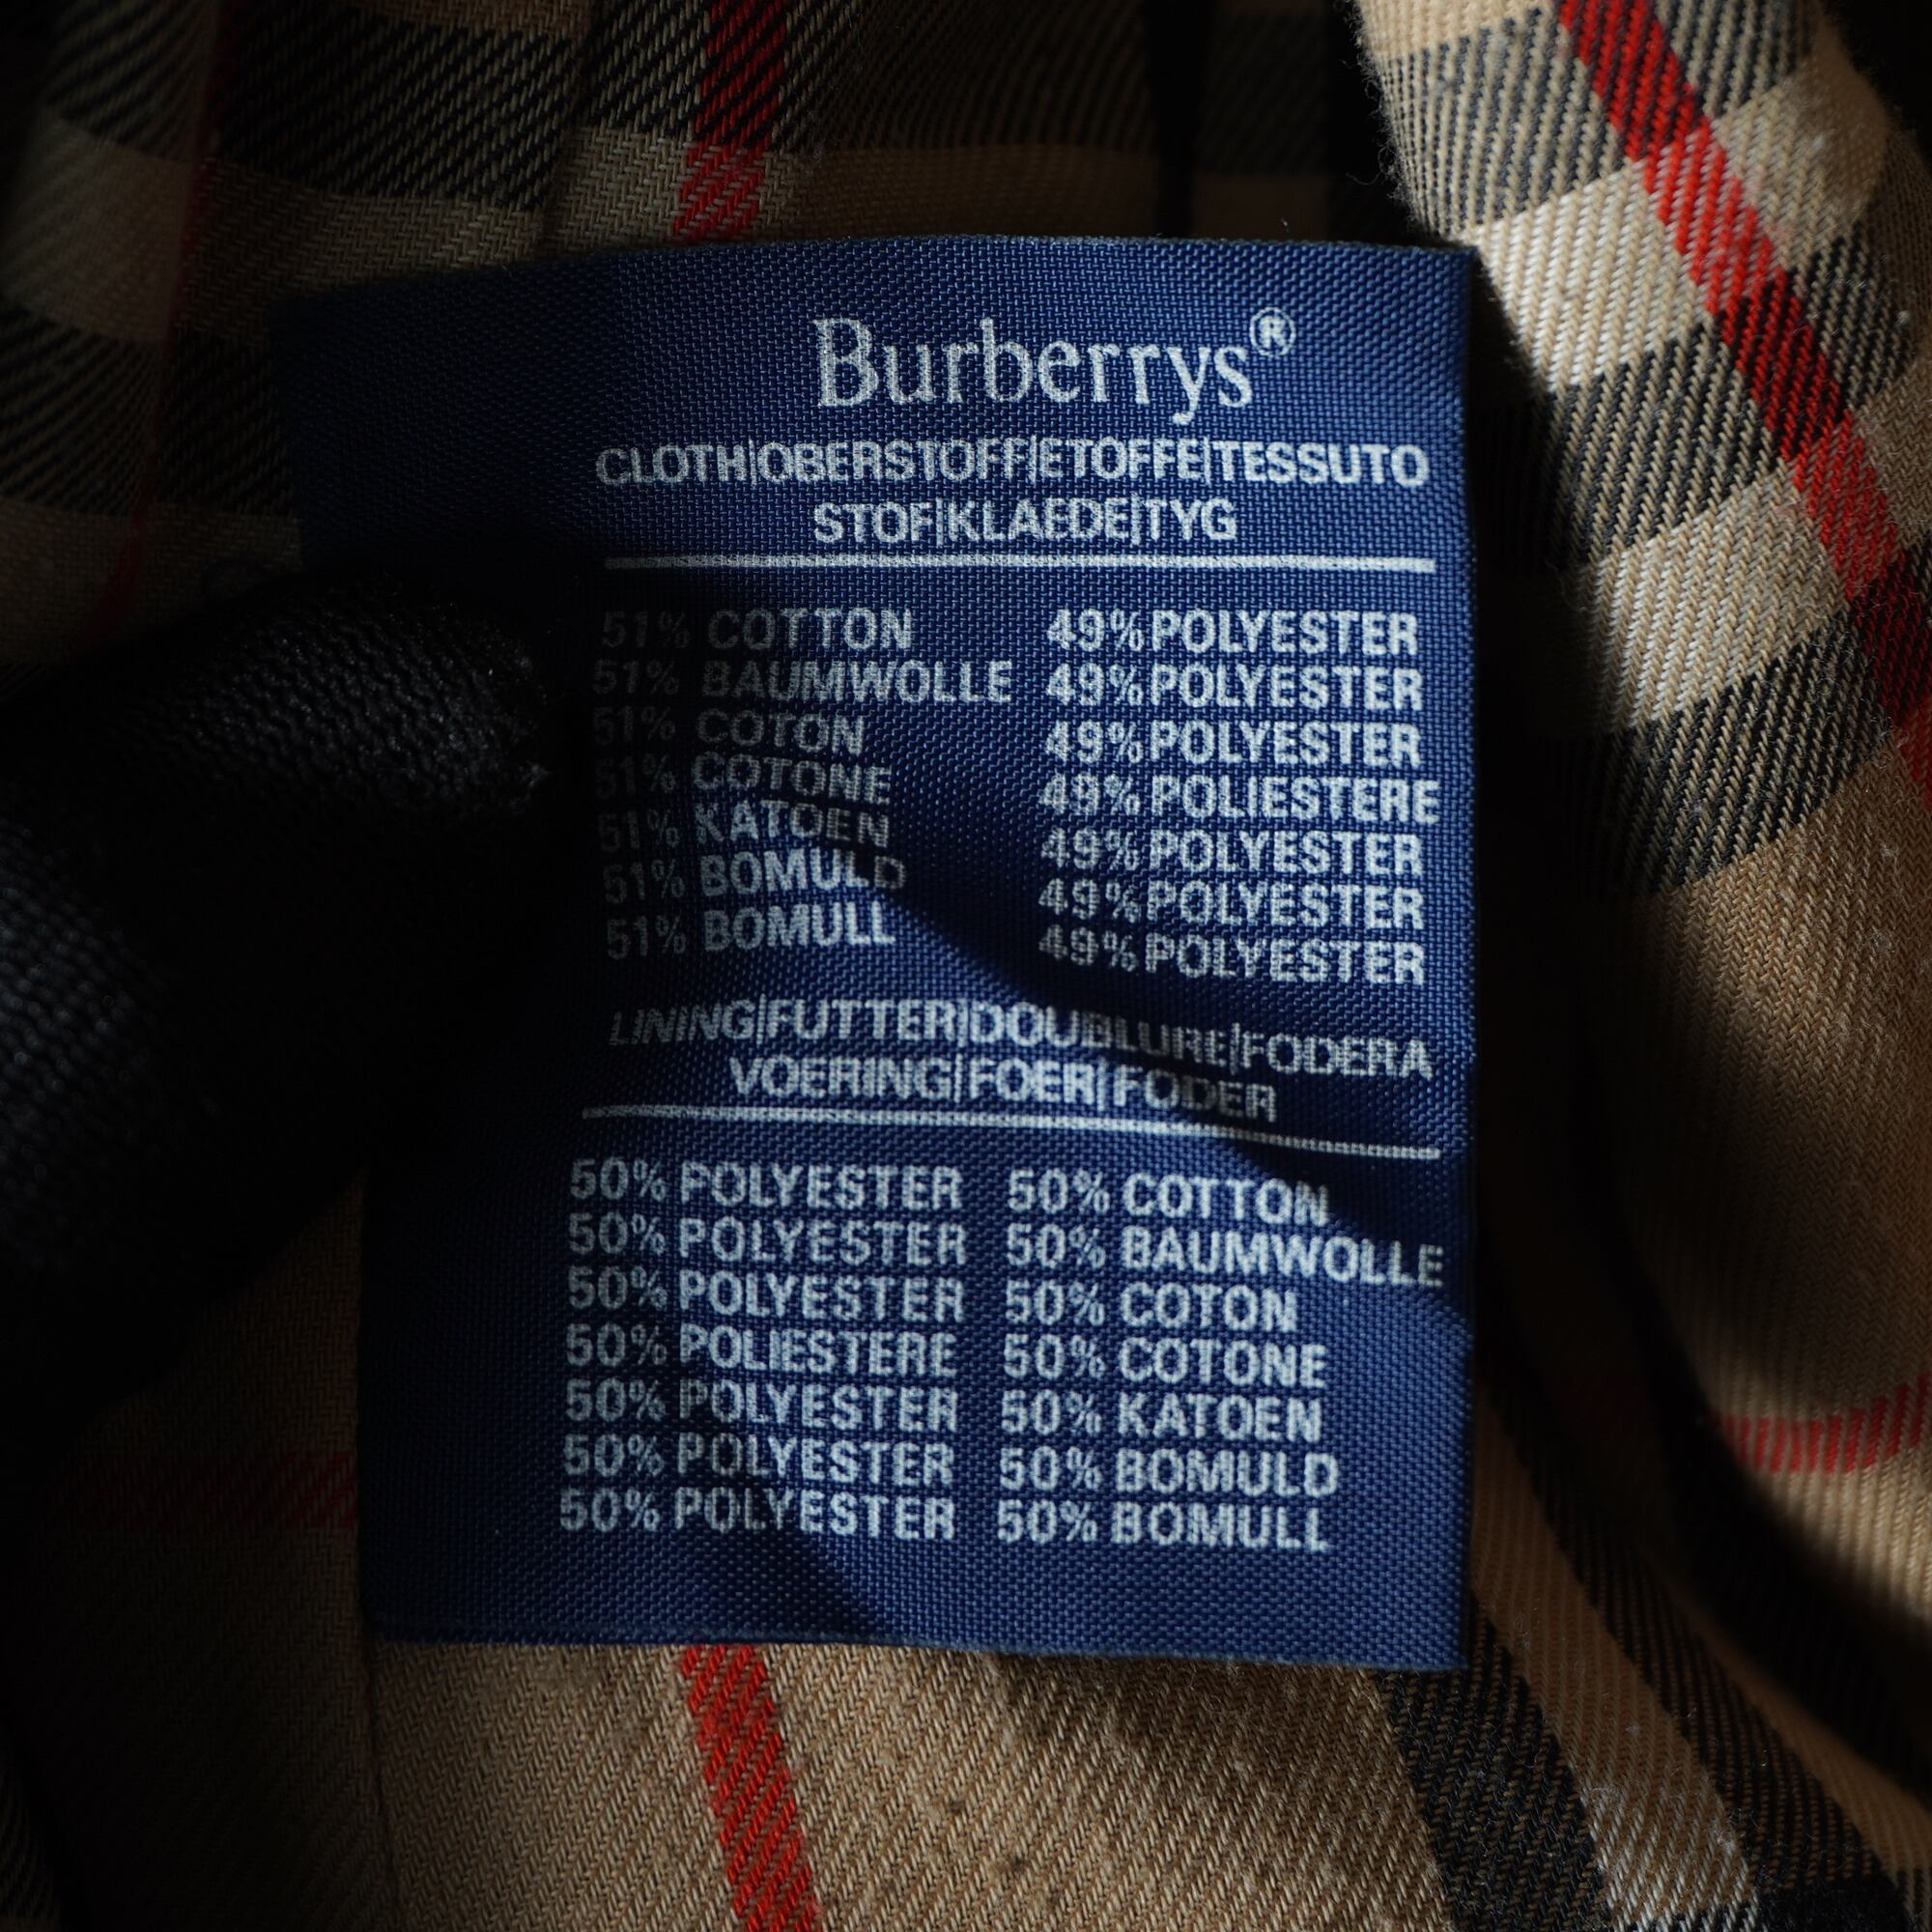 Burberrys®
CLOTH|OBERSTOFF|ETOFFE|TESSUTO
STOF|KLAEDE|TYG
51% COTTON 49% POLYESTER
51% BAUMWOLLE 49% POLYESTER
51% COTON 49% POLYESTER
51% COTONE 49% POLIESTERE
51% KATOEN 49% POLYESTER
51% BOMULD 49% POLYESTER
51% BOMULL 49% POLYESTER
LINING|FUTTER|DOUBLURE|FODERA
VOERING|FOER|FODER
50% POLYESTER 50% COTTON
50% POLYESTER 50% BAUMWOLLE
50% POLYESTER 50% COTON
50% POLIESTERE 50% COTONE
50% POLYESTER 50% KATOEN
50% POLYESTER 50% BOMULD
50% POLYESTER 50% BOMULL